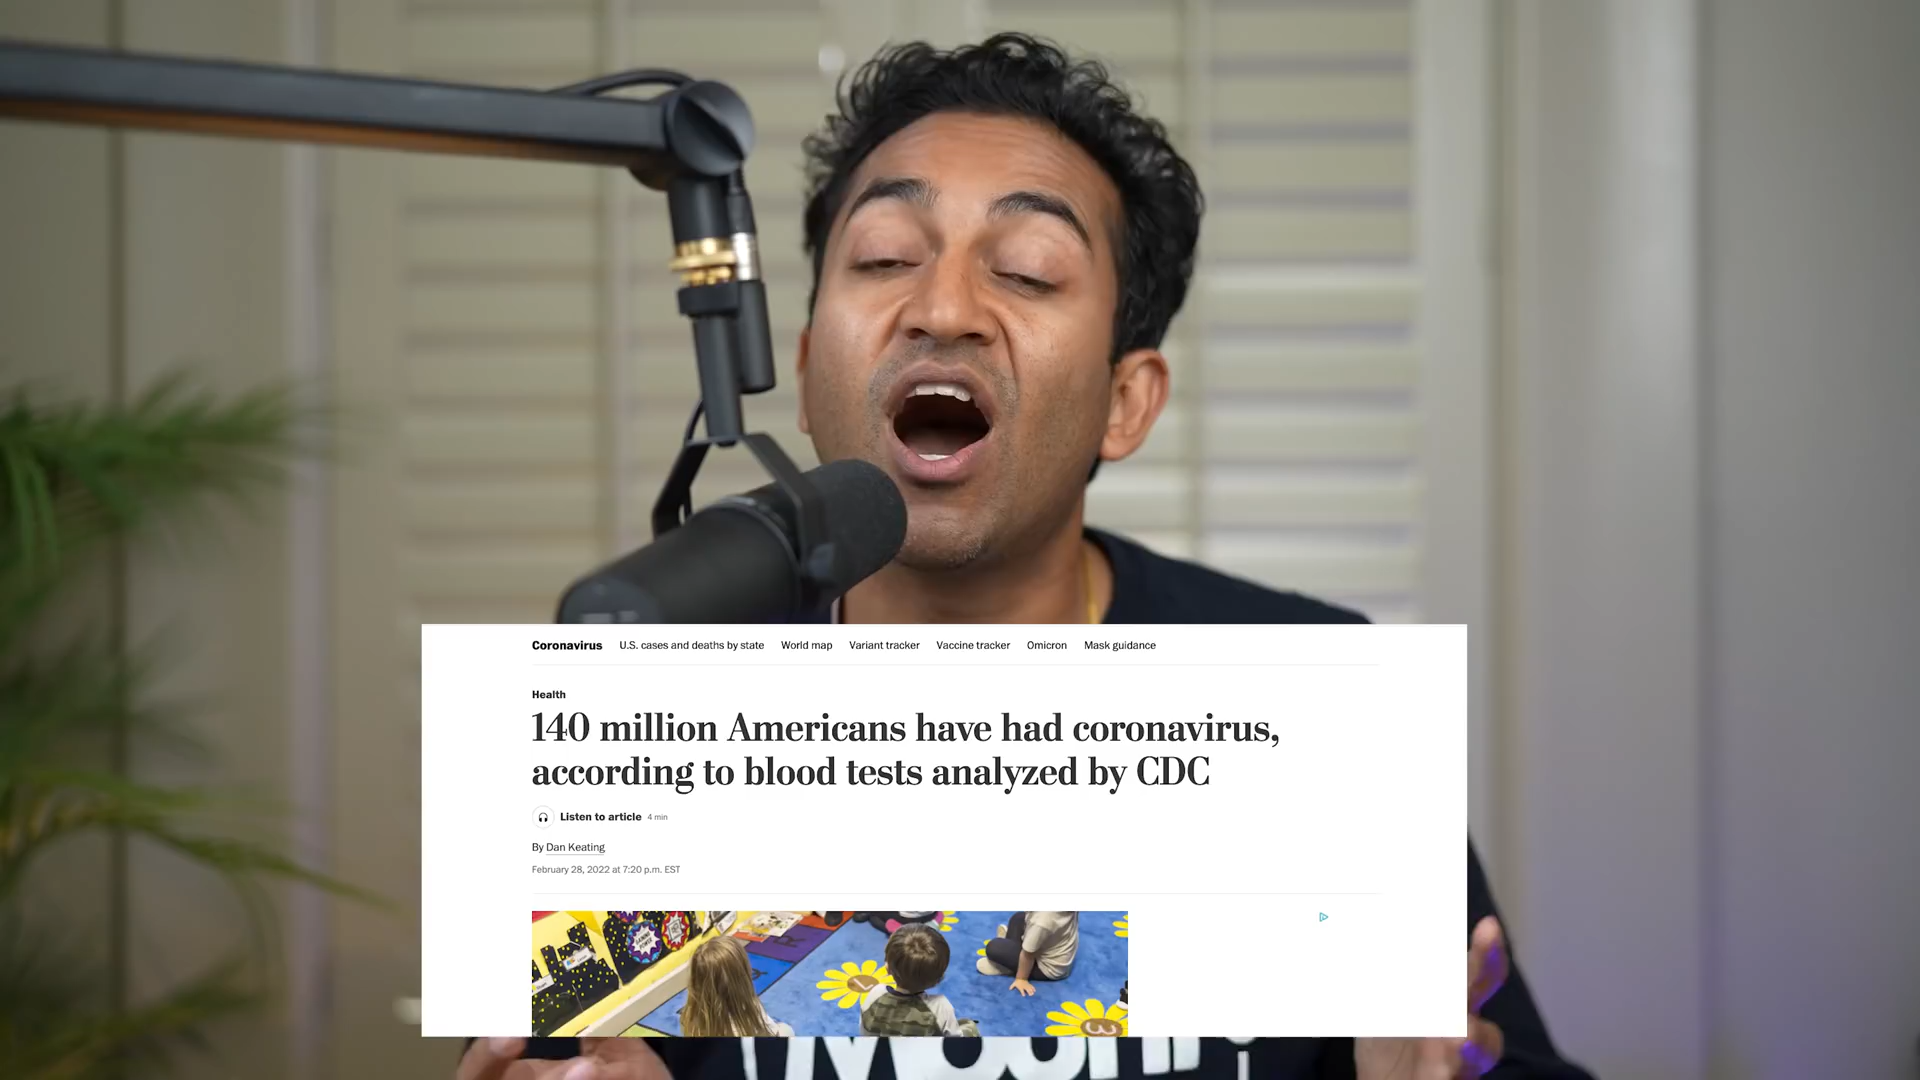 Coronavirus U.S. cases and deaths by state World map Variant tracker Vaccine tracker Omicron Mask guidance
Health
140 million Americans have had coronavirus,
according to blood tests analyzed by CDC
Listen to article 4 min
By Dan Keating
February 28, 2022 at 7:20 p.m. EST